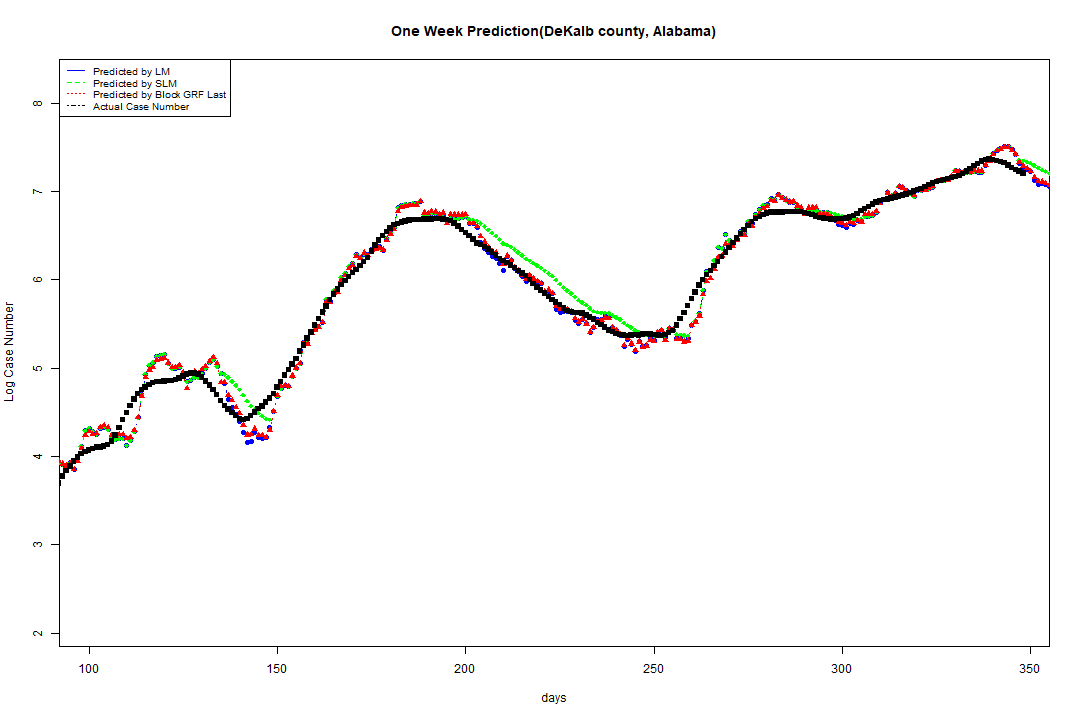 One Week Prediction(DeKalb county, Alabama)
Predicted by LM
Predicted by SLM
Predicted by Block GRF Last
Actual Case Number
8
7
6
5
4
3
2
Log Case Number
100 150 200 250 300 350
days